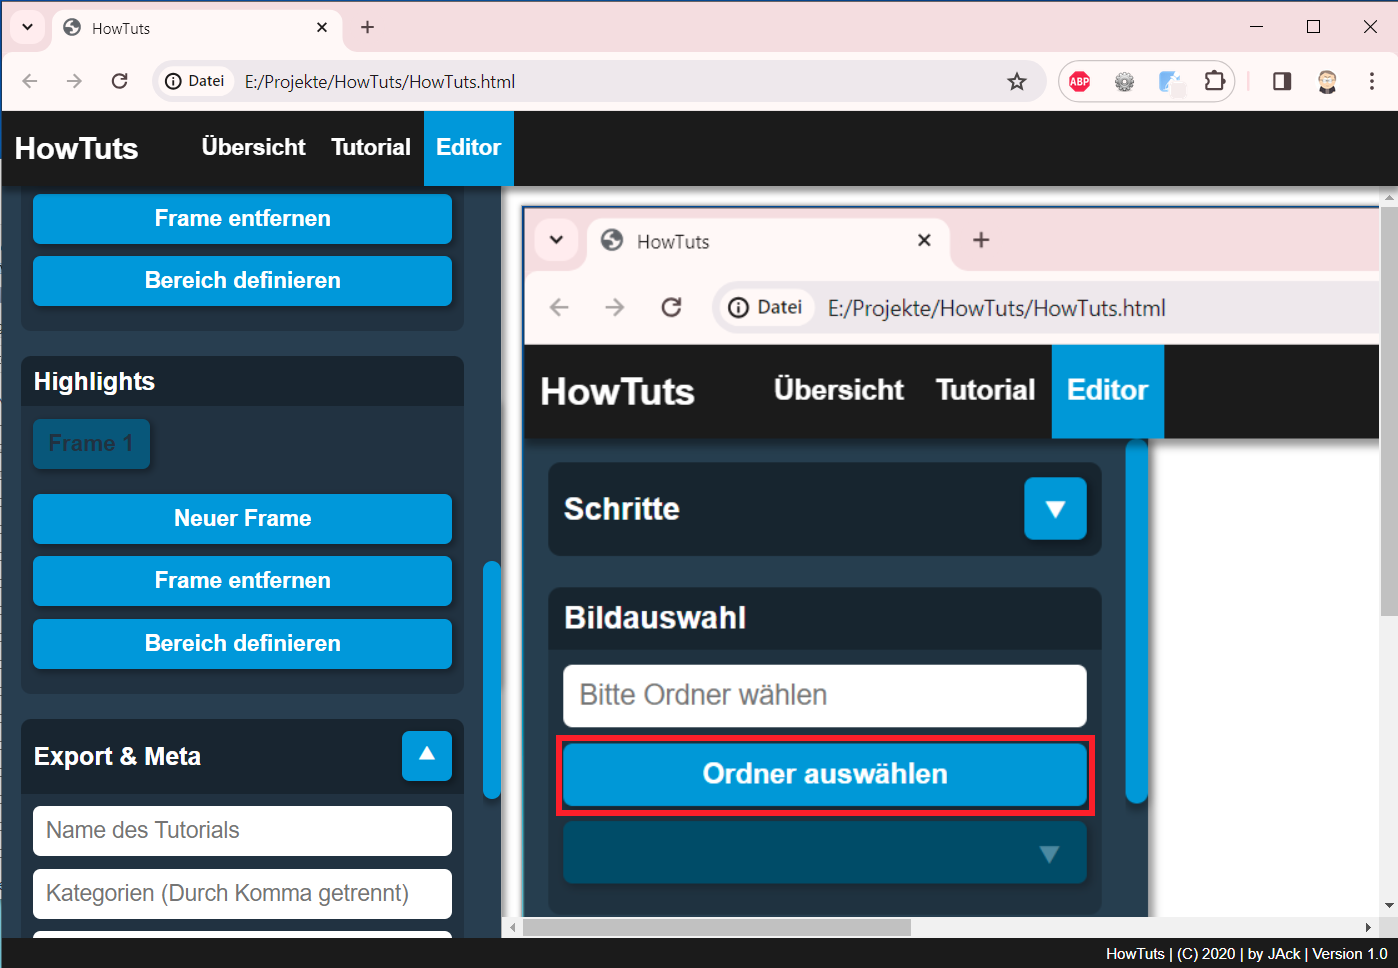 HowTuts
Datei E:/Projekte/HowTuts/HowTuts.html
ABP
HowTuts Übersicht Tutorial Editor
Frame entfernen
Bereich definieren
Highlights
Frame 1
Neuer Frame
Frame entfernen
Bereich definieren
Export & Meta
Name des Tutorials
Kategorien (Durch Komma getrennt)
HowTuts
Datei E:/Projekte/HowTuts/HowTuts.html
HowTuts Übersicht Tutorial Editor
Schritte
Bildauswahl
Bitte Ordner wählen
Ordner auswählen
HowTuts | (C) 2020 | by JAck | Version 1.0